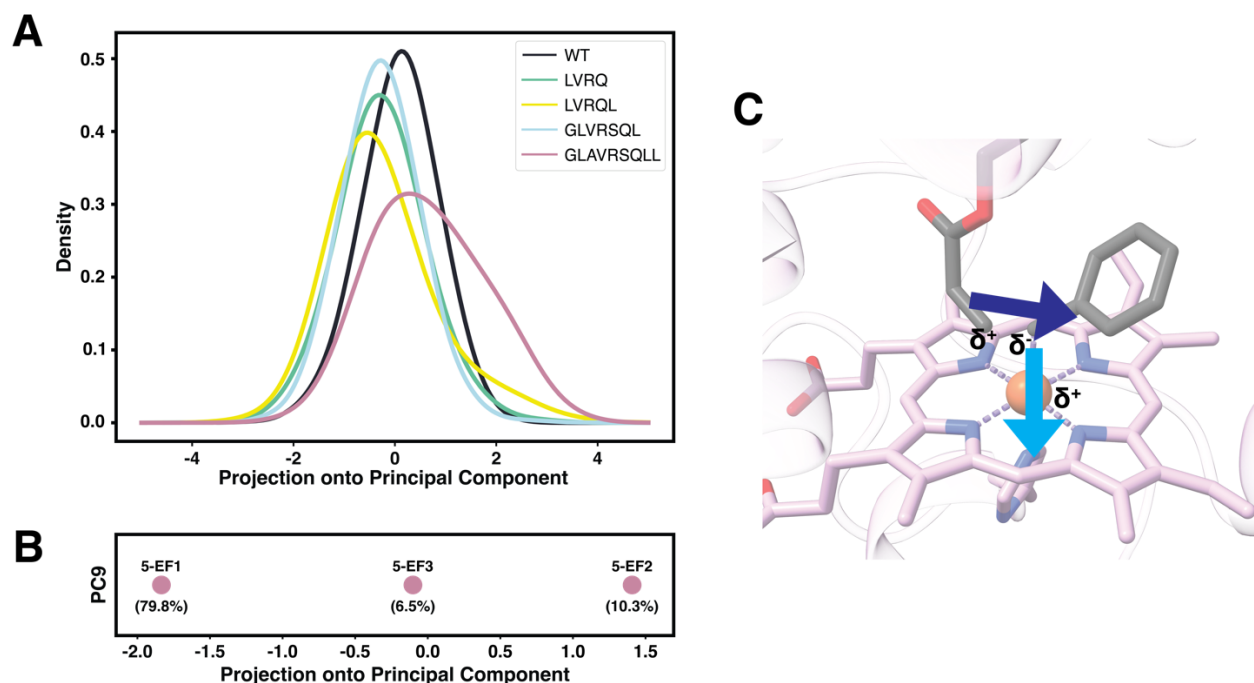 A
Density
0.5
0.4
0.3
0.2
0.1
0.0
WT
LVRQ
LVRQL
GLVRSQL
GLAVRSQLL
-4 -2 0 2 4
Projection onto Principal Component
B
PC9
5-EF1 5-EF3 5-EF2
(79.8%) (6.5%) (10.3%)
-2.0 -1.5 -1.0 -0.5 0.0 0.5 1.0 1.5
Projection onto Principal Component
C
δ+ δ-
δ+